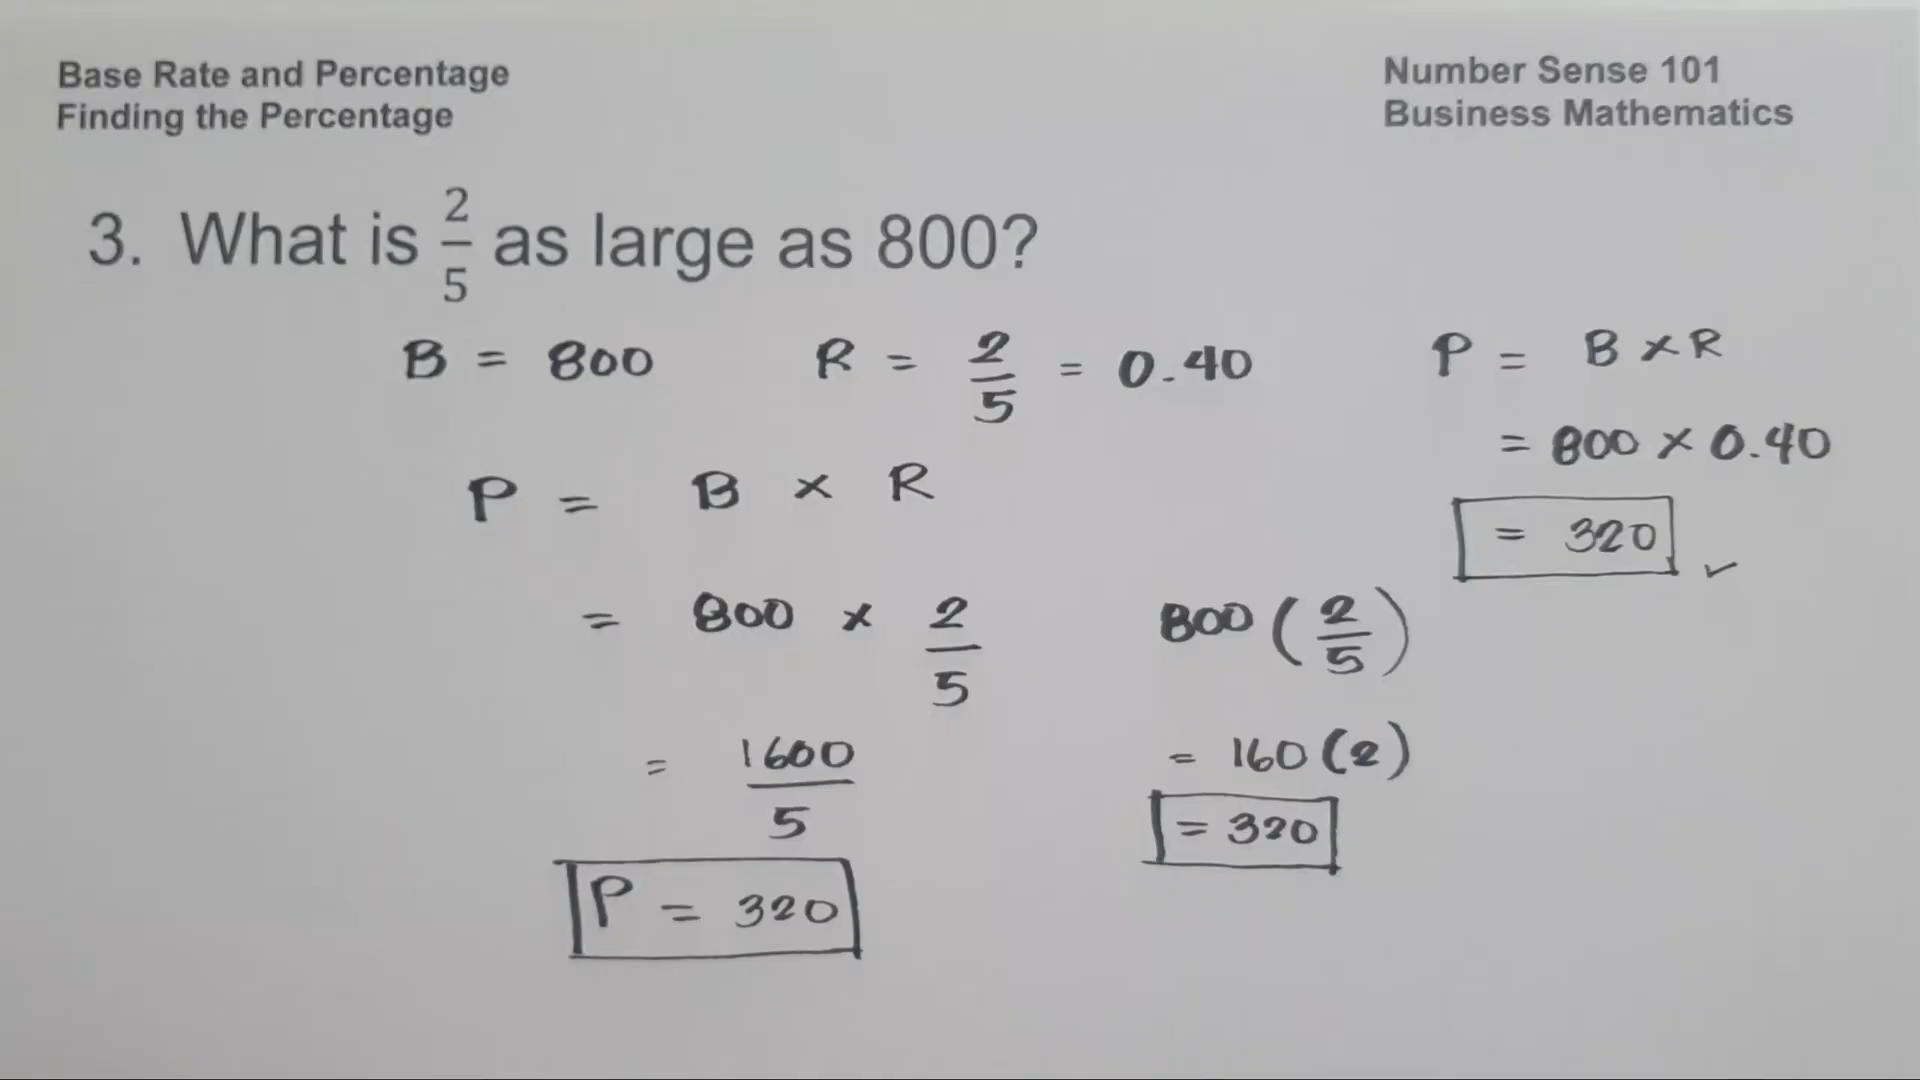 Base Rate and Percentage
Finding the Percentage
Number Sense 101
Business Mathematics
3. What is 2/5 as large as 800?
B = 800
R = 2/5 = 0.40
P = B × R
= 800 × 2/5
= 1600/5
P = 320
800 (2/5)
= 160 (2)
= 320
P = B × R
= 800 × 0.40
= 320 ✓